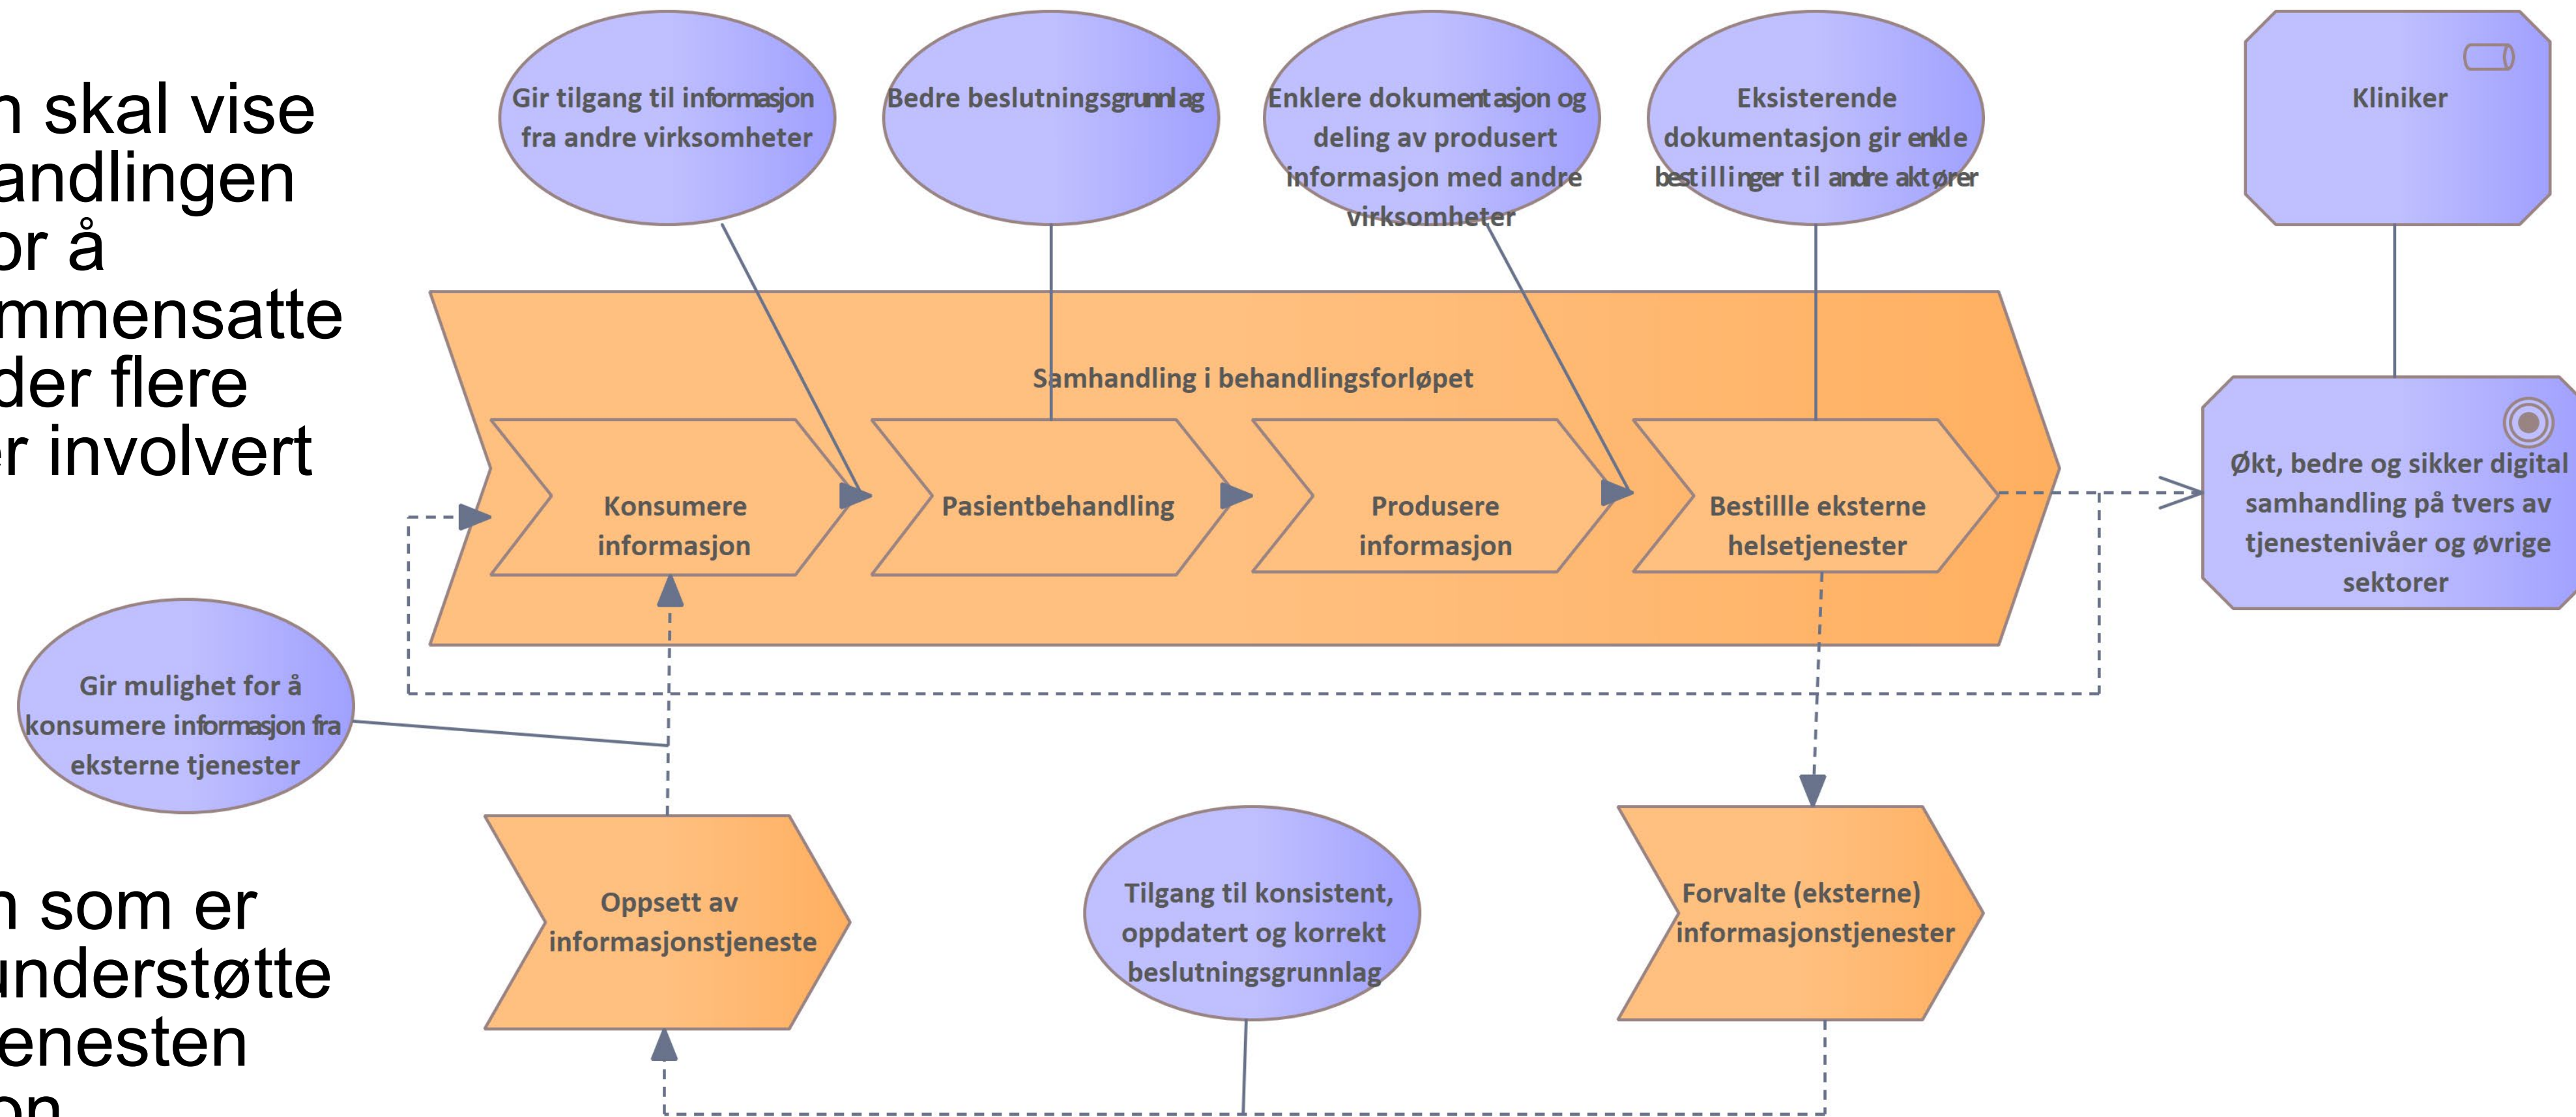 n skal vise
andlingen
or å
mmensatte
der flere
er involvert
n som er
understøtte
enesten
Gir tilgang til informasjon
fra andre virksomheter
Bedre beslutningsgrunnlag
Enklere dokumentasjon og
deling av produsert
informasjon med andre
virksomheter
Eksisterende
dokumentasjon gir enkle
bestillinger til andre aktører
Kliniker
Samhandling i behandlingsforløpet
Konsumere
informasjon
Pasientbehandling
Produsere
informasjon
Bestillle eksterne
helsetjenester
Økt, bedre og sikker digital
samhandling på tvers av
tjenestenivåer og øvrige
sektorer
Gir mulighet for å
konsumere informasjon fra
eksterne tjenester
Oppsett av
informasjonstjeneste
Tilgang til konsistent,
oppdatert og korrekt
beslutningsgrunnlag
Forvalte (eksterne)
informasjonstjenester